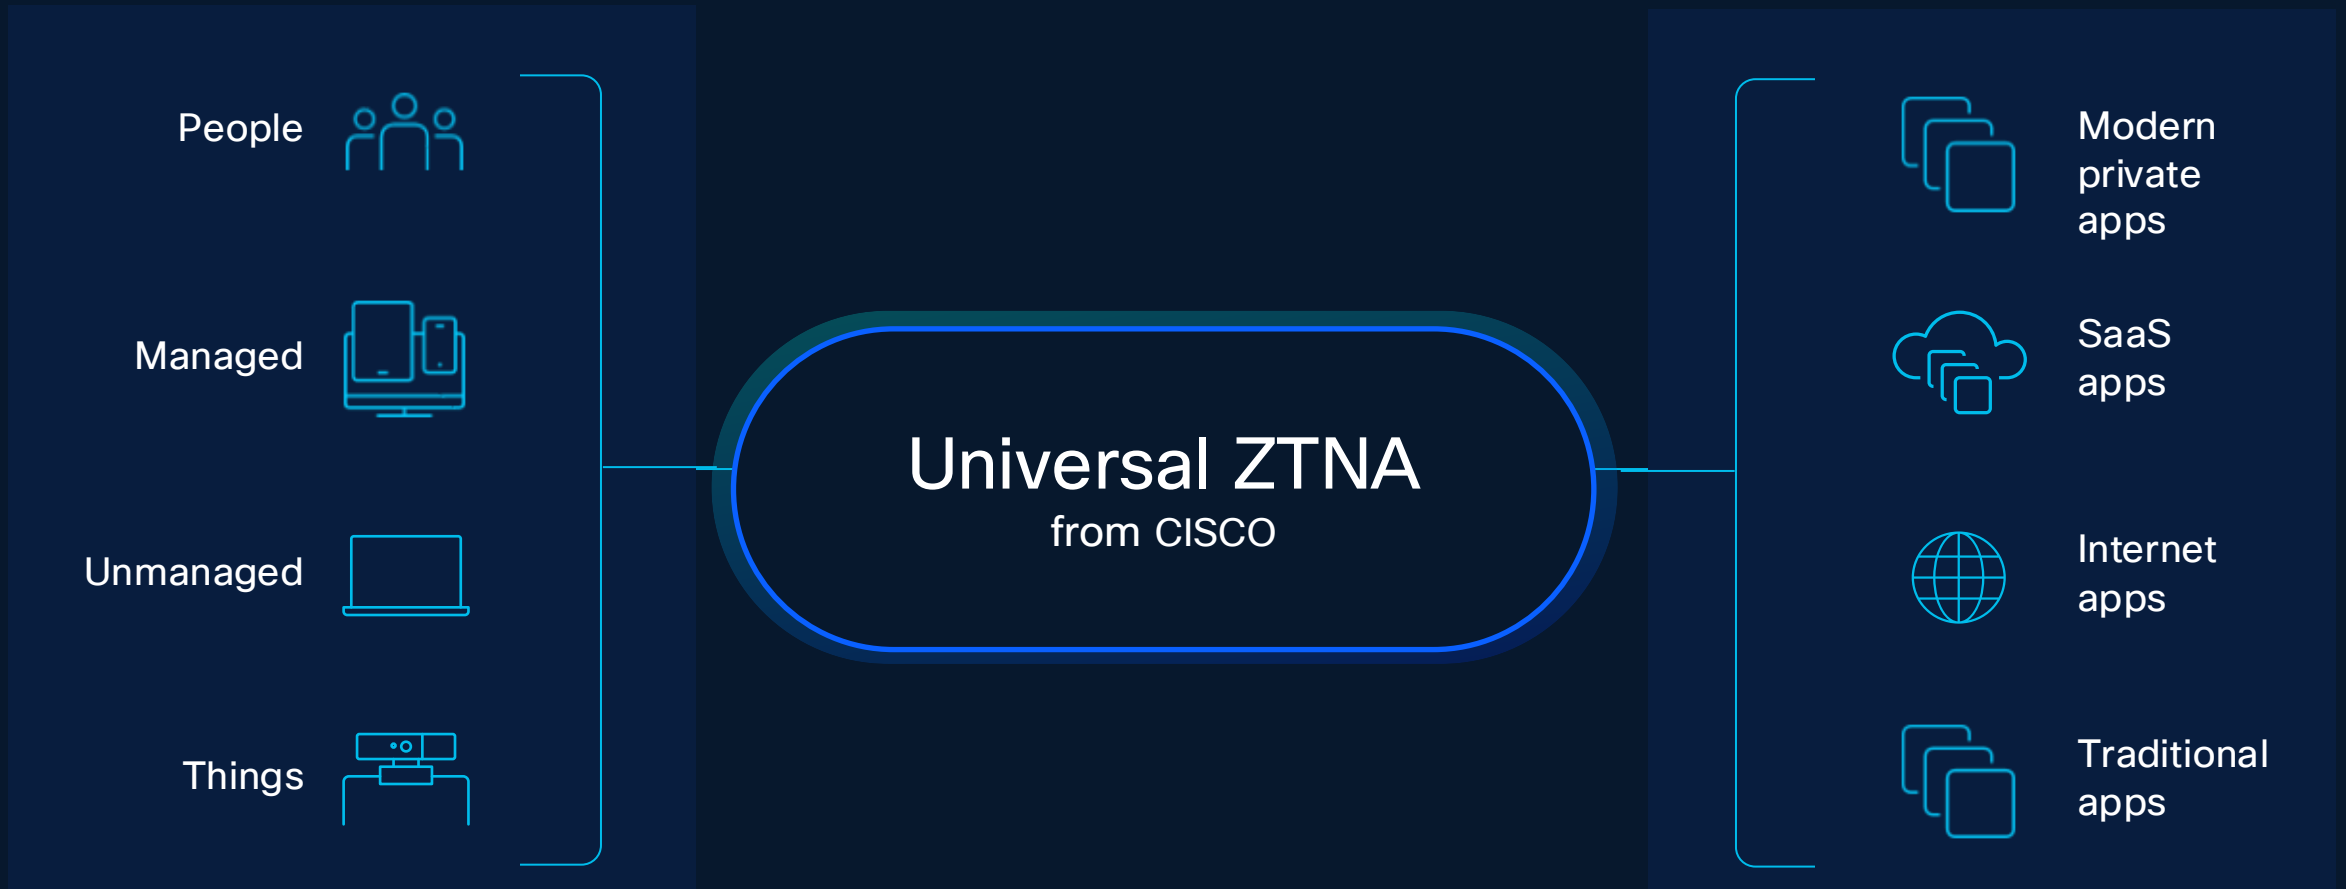 People
Managed
Unmanaged
Things
Universal ZTNA
from CISCO
Modern
private
apps
SaaS
apps
Internet
apps
Traditional
apps